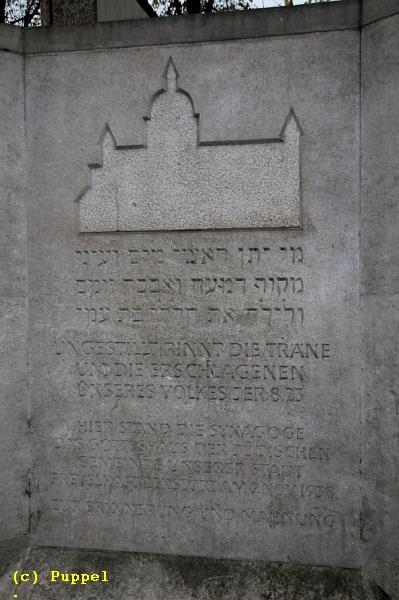 מי יתן ראשי מים ועיני
מקור דמעה ואבכה יומם
ולילה את חללי בת עמי
UNGESTILLT RINNT DIE TRÄNE
UM DIE ERSCHLAGENEN
UNSERES VOLKES JER. 8.23
HIER STAND DIE SYNAGOGE
DAS GOTTESHAUS DER JÜDISCHEN
GEMEINDE UNSERER STADT
FREVELHAFT ZERSTÖRT AM 9. NOV. 1938
ZUR ERINNERUNG UND MAHNUNG
(c) Puppel